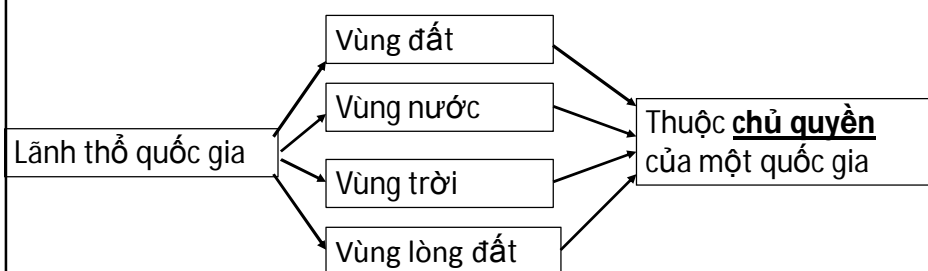 Vùng đất
Vùng nước
Lãnh thổ quốc gia
Vùng trời
Vùng lòng đất
Thuộc chủ quyền
của một quốc gia